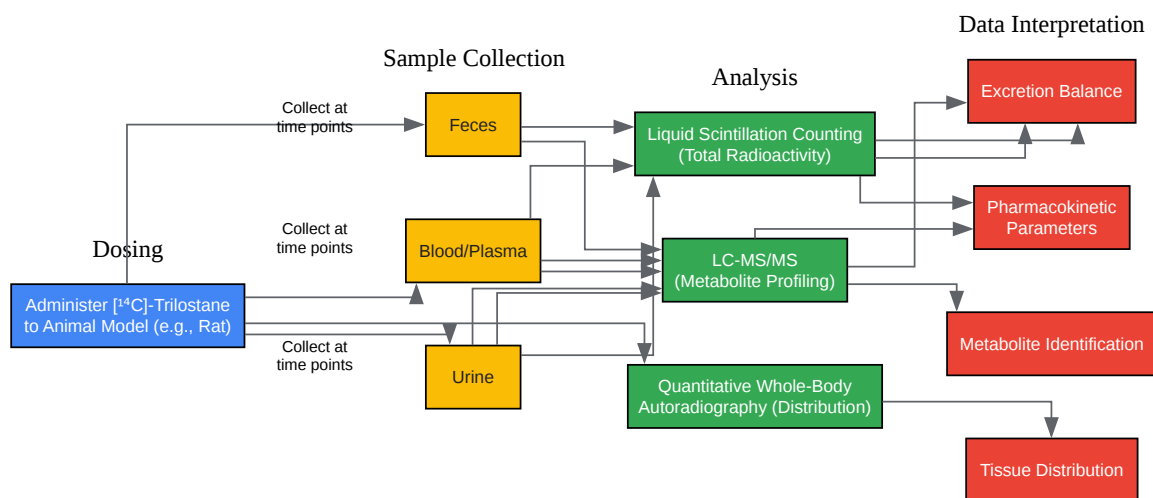 Data Interpretation
Sample Collection
Analysis
Dosing
Administer [¹⁴C]-Trilostane
to Animal Model (e.g., Rat)
Collect at
time points
Collect at
time points
Collect at
time points
Feces
Blood/Plasma
Urine
Liquid Scintillation Counting
(Total Radioactivity)
LC-MS/MS
(Metabolite Profiling)
Quantitative Whole-Body
Autoradiography (Distribution)
Excretion Balance
Pharmacokinetic
Parameters
Metabolite Identification
Tissue Distribution